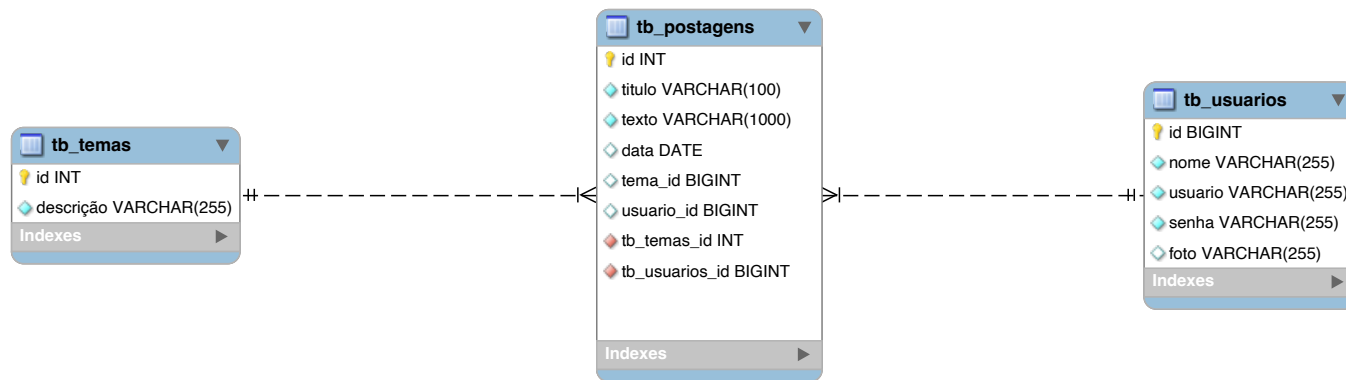 tb_temas
id INT
descrição VARCHAR(255)
Indexes
tb_postagens
id INT
titulo VARCHAR(100)
texto VARCHAR(1000)
data DATE
tema_id BIGINT
usuario_id BIGINT
tb_temas_id INT
tb_usuarios_id BIGINT
Indexes
tb_usuarios
id BIGINT
nome VARCHAR(255)
usuario VARCHAR(255)
senha VARCHAR(255)
foto VARCHAR(255)
Indexes